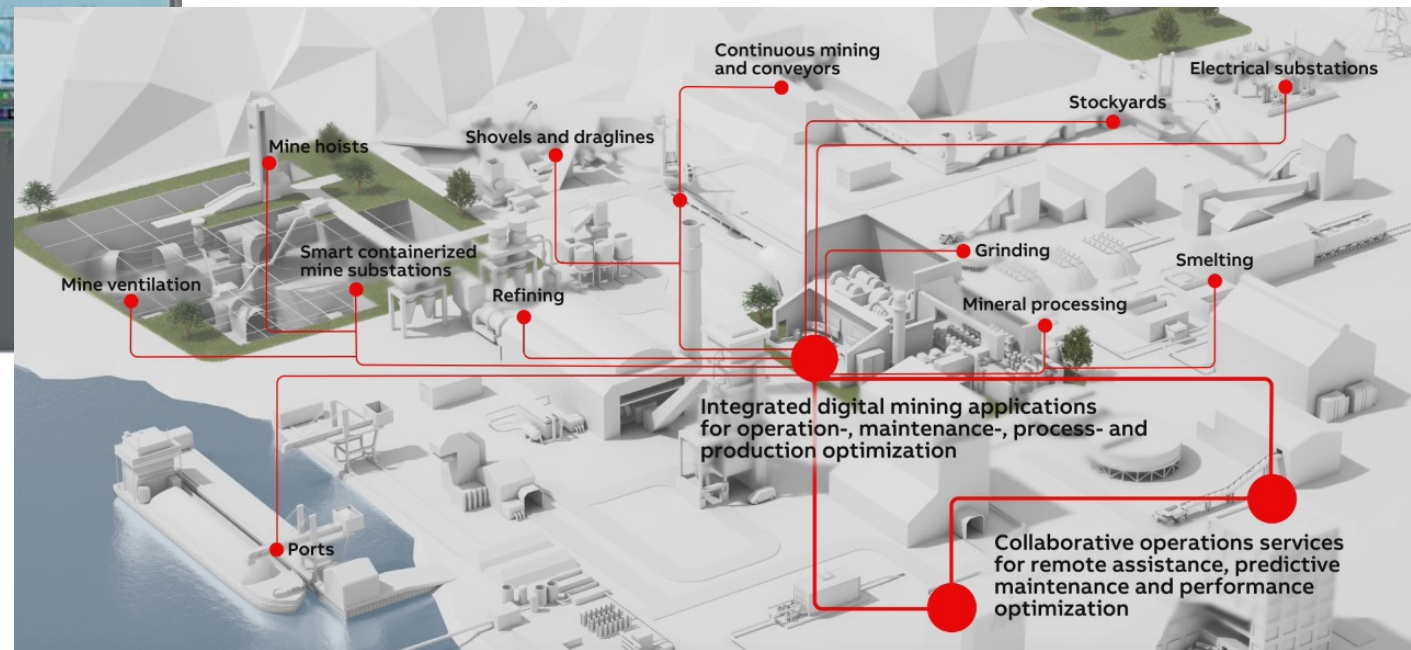 Continuous mining
and conveyors
Electrical substations
Stockyards
Shovels and draglines
Mine hoists
Grinding
Smart containerized
mine substations
Smelting
Mine ventilation
Refining
Mineral processing
Integrated digital mining applications
for operation-, maintenance-, process- and
production optimization
Collaborative operations services
for remote assistance, predictive
maintenance and performance
optimization
Ports